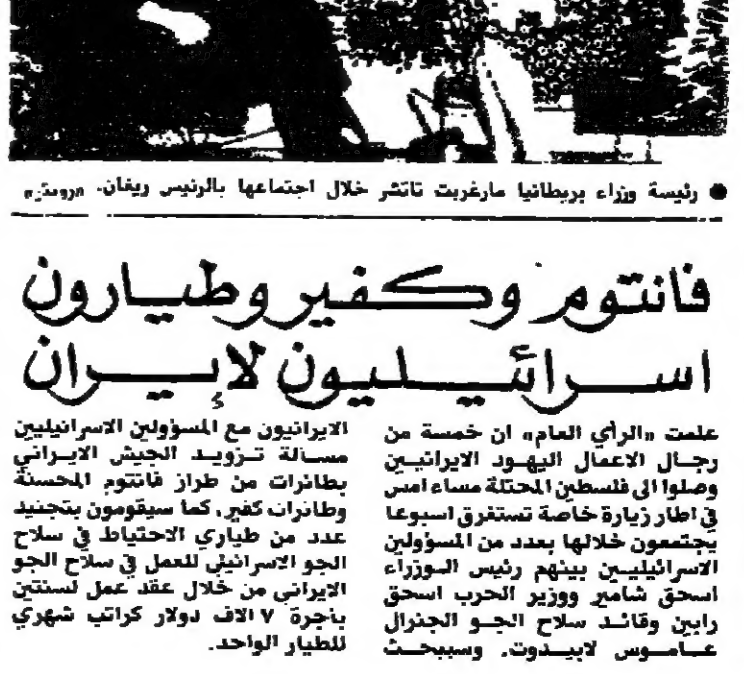 ● رئيسة وزراء بريطانيا مارغريت تاتشر خلال اجتماعها بالرئيس ريغان. «رويتر»
فانتوم وكفير وطيارون
اسرائيليون لإيران
علمت «الرأي العام» ان خمسة من
رجال الاعمال اليهود الايرانيين
وصلوا الى فلسطين المحتلة مساء امس
في اطار زيارة خاصة تستغرق اسبوعا
يجتمعون خلالها بعدد من المسؤولين
الاسرائيليين بينهم رئيس الوزراء
اسحق شامير ووزير الحرب اسحق
رابين وقائد سلاح الجو الجنرال
عاموس لابيدوت. وسيبحث
الايرانيون مع المسؤولين الاسرائيليين
مسالة تزويد الجيش الايراني
بطائرات من طراز فانتوم المحسنة
وطائرات كفير، كما سيقومون بتجنيد
عدد من طياري الاحتياط في سلاح
الجو الاسرائيلي للعمل في سلاح الجو
الايراني من خلال عقد عمل لسنتين
باجرة ٧ الاف دولار كراتب شهري
للطيار الواحد.